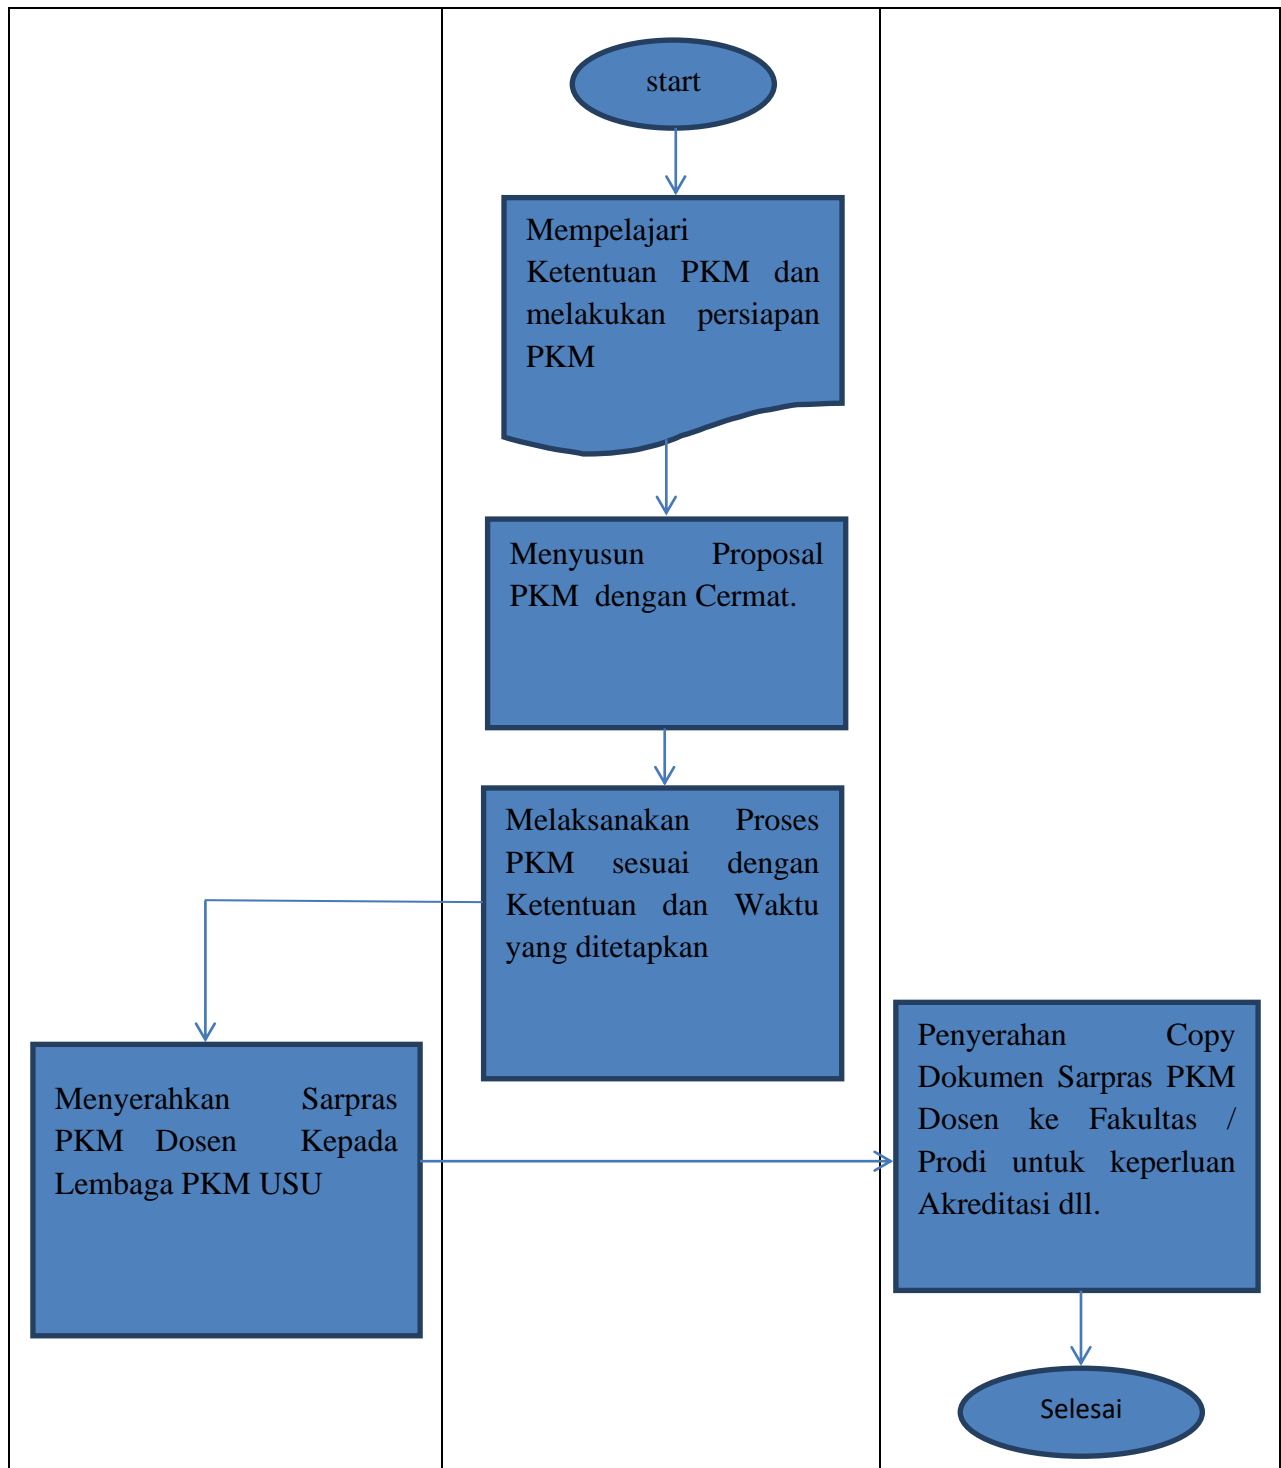 start
Mempelajari
Ketentuan PKM dan
melakukan persiapan
PKM
Menyusun Proposal
PKM dengan Cermat.
Melaksanakan Proses
PKM sesuai dengan
Ketentuan dan Waktu
yang ditetapkan
Menyerahkan Sarpras
PKM Dosen Kepada
Lembaga PKM USU
Penyerahan Copy
Dokumen Sarpras PKM
Dosen ke Fakultas /
Prodi untuk keperluan
Akreditasi dll.
Selesai